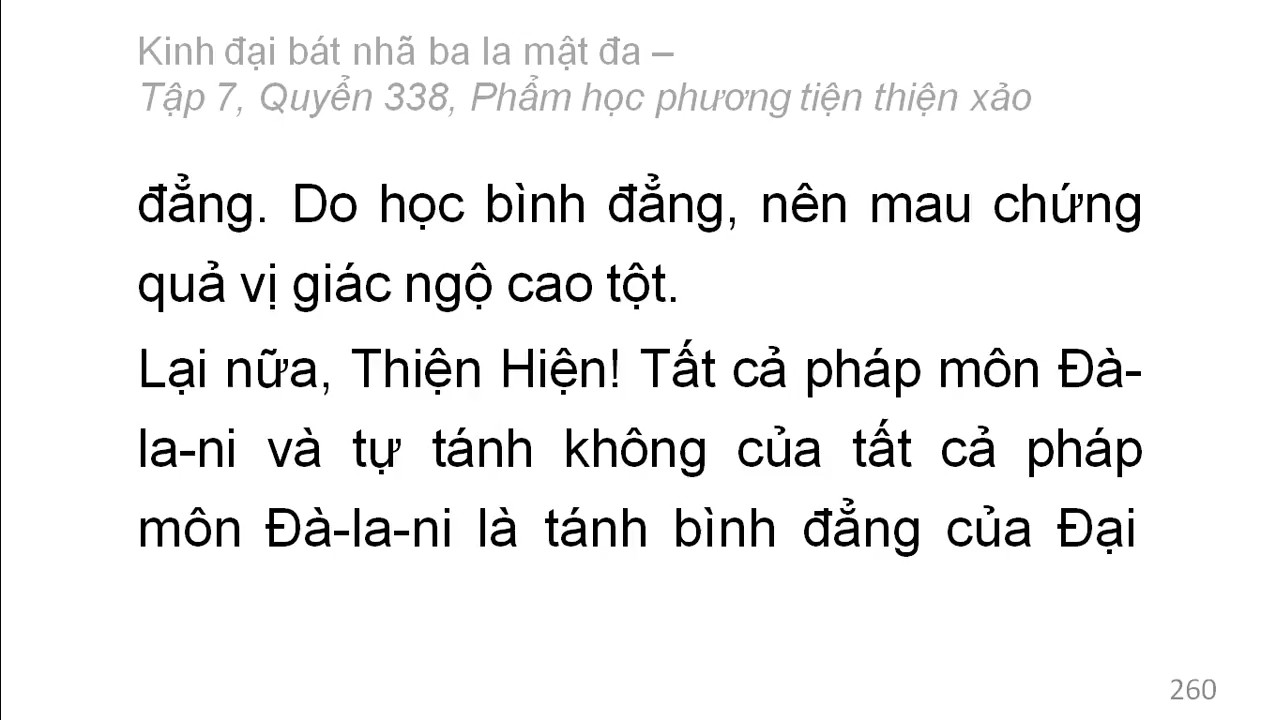 Kinh đại bát nhã ba la mật đa –
Tập 7, Quyển 338, Phẩm học phương tiện thiện xảo
đẳng. Do học bình đẳng, nên mau chứng
quả vị giác ngộ cao tột.
Lại nữa, Thiện Hiện! Tất cả pháp môn Đà-
la-ni và tự tánh không của tất cả pháp
môn Đà-la-ni là tánh bình đẳng của Đại
260